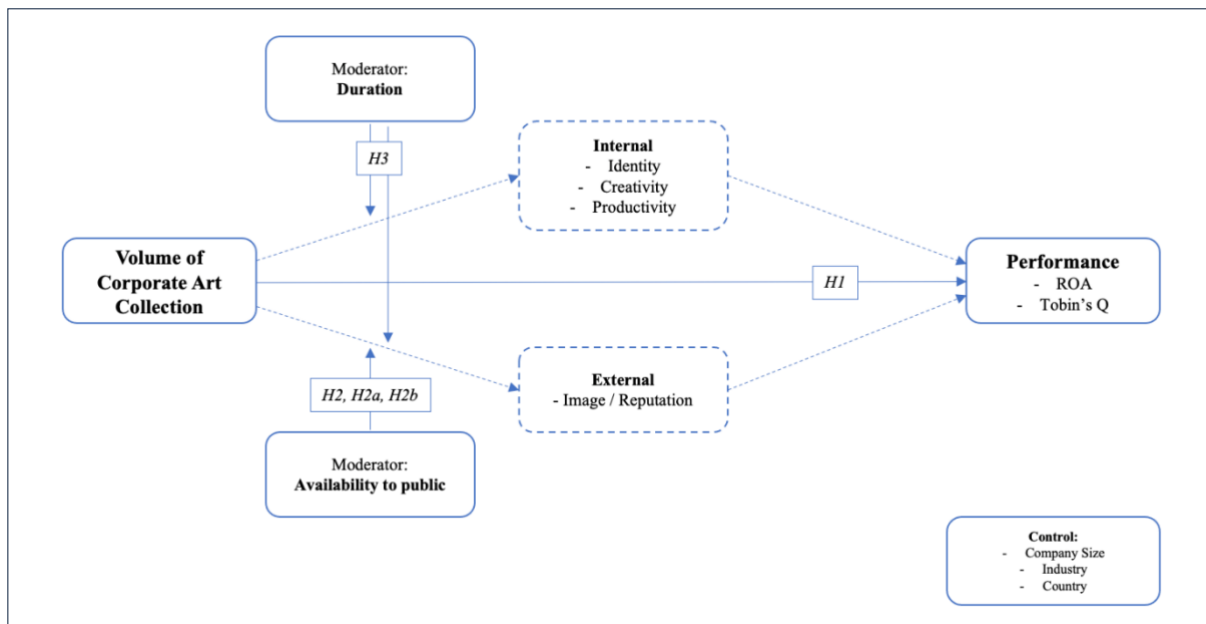 Moderator:
Duration
H3
Internal
- Identity
- Creativity
- Productivity
Volume of
Corporate Art
Collection
H1
Performance
- ROA
- Tobin's Q
H2, H2a, H2b
External
- Image / Reputation
Moderator:
Availability to public
Control:
- Company Size
- Industry
- Country